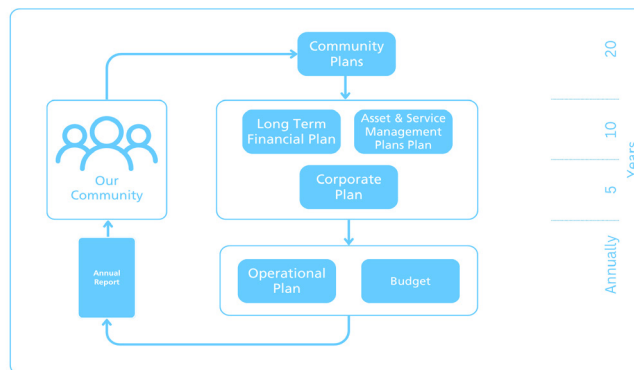 Community
Plans
20
Long Term
Financial Plan
Asset & Service
Management
Plans Plan
10
Years
Our
Community
Corporate
Plan
5
Annual
Report
Operational
Plan
Budget
Annually